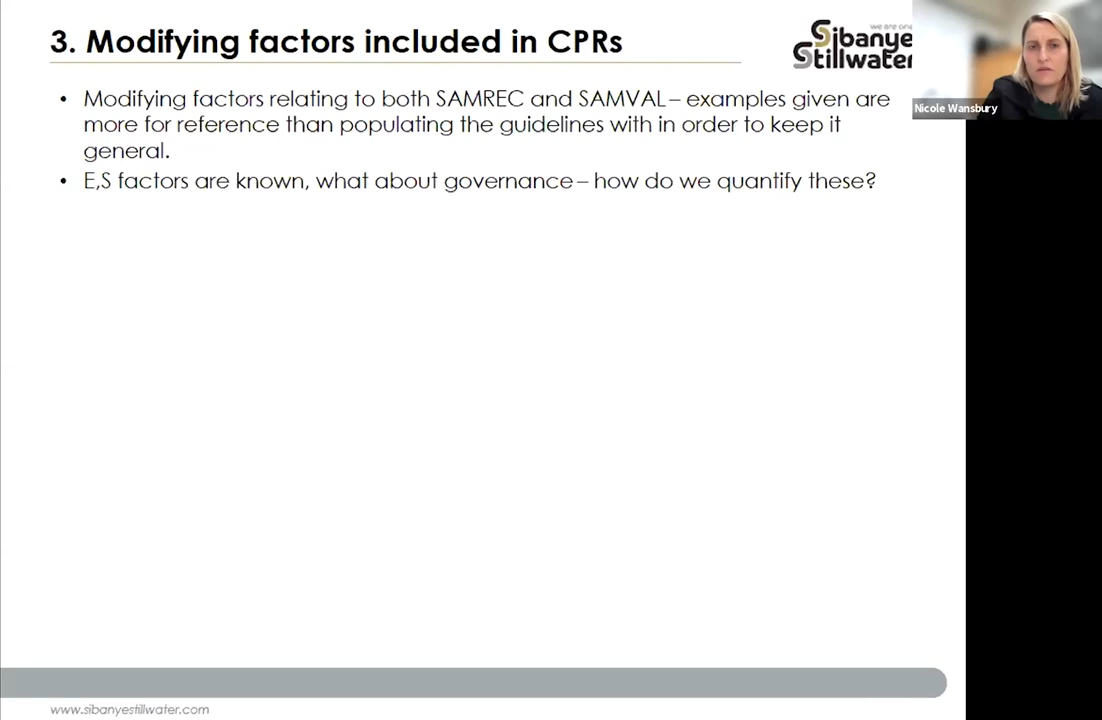 3. Modifying factors included in CPRs
we are one
Sibanye
Stillwater
Nicole Wansbury
• Modifying factors relating to both SAMREC and SAMVAL – examples given are
more for reference than populating the guidelines with in order to keep it
general.
• E,S factors are known, what about governance – how do we quantify these?
www.sibanyestillwater.com